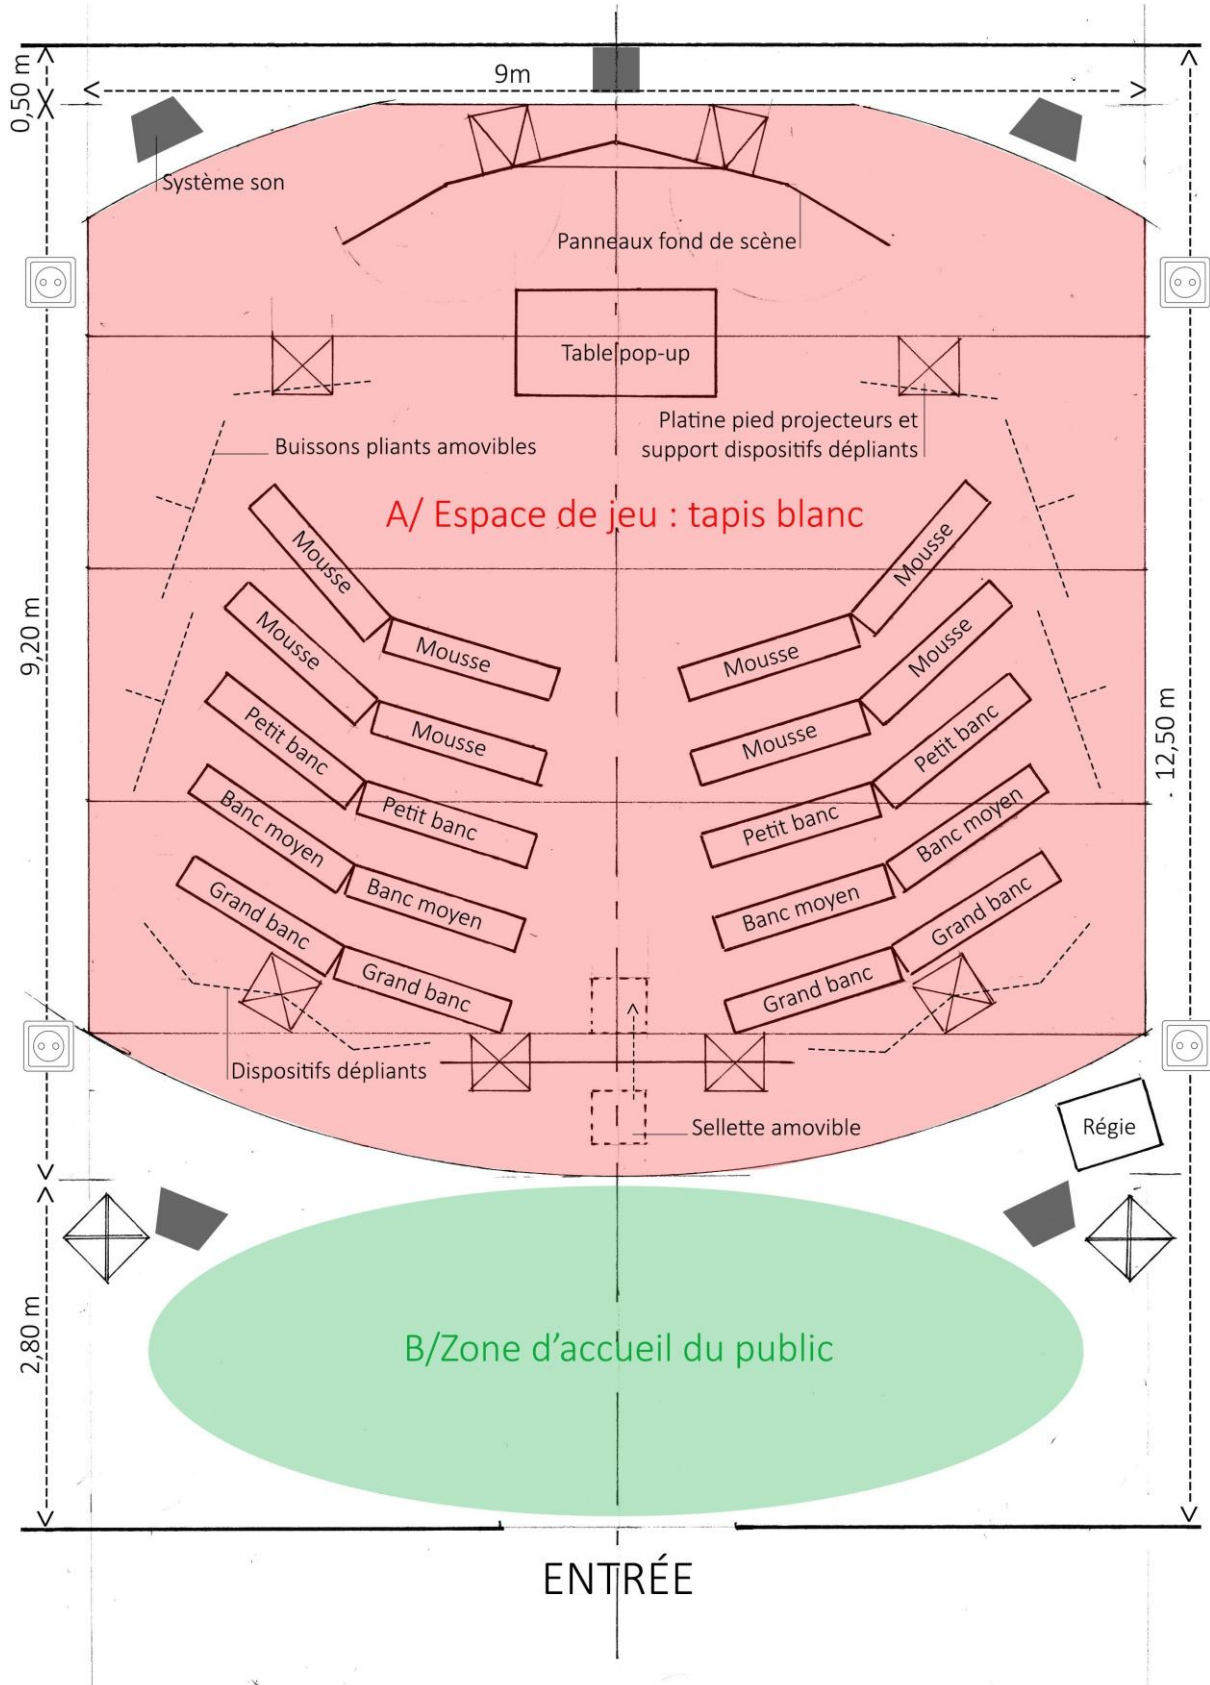 0,50 m
9m
Système son
Panneaux fond de scène
Table pop-up
Platine pied projecteurs et
support dispositifs dépliants
Buissons pliants amovibles
A/ Espace de jeu : tapis blanc
Mousse
Mousse
Mousse
Mousse
Mousse
Mousse
Mousse
Mousse
9,20 m
12,50 m
Petit banc
Petit banc
Petit banc
Petit banc
Banc moyen
Banc moyen
Banc moyen
Banc moyen
Grand banc
Grand banc
Grand banc
Grand banc
Dispositifs dépliants
Sellette amovible
Régie
2,80 m
B/Zone d’accueil du public
ENTRÉE